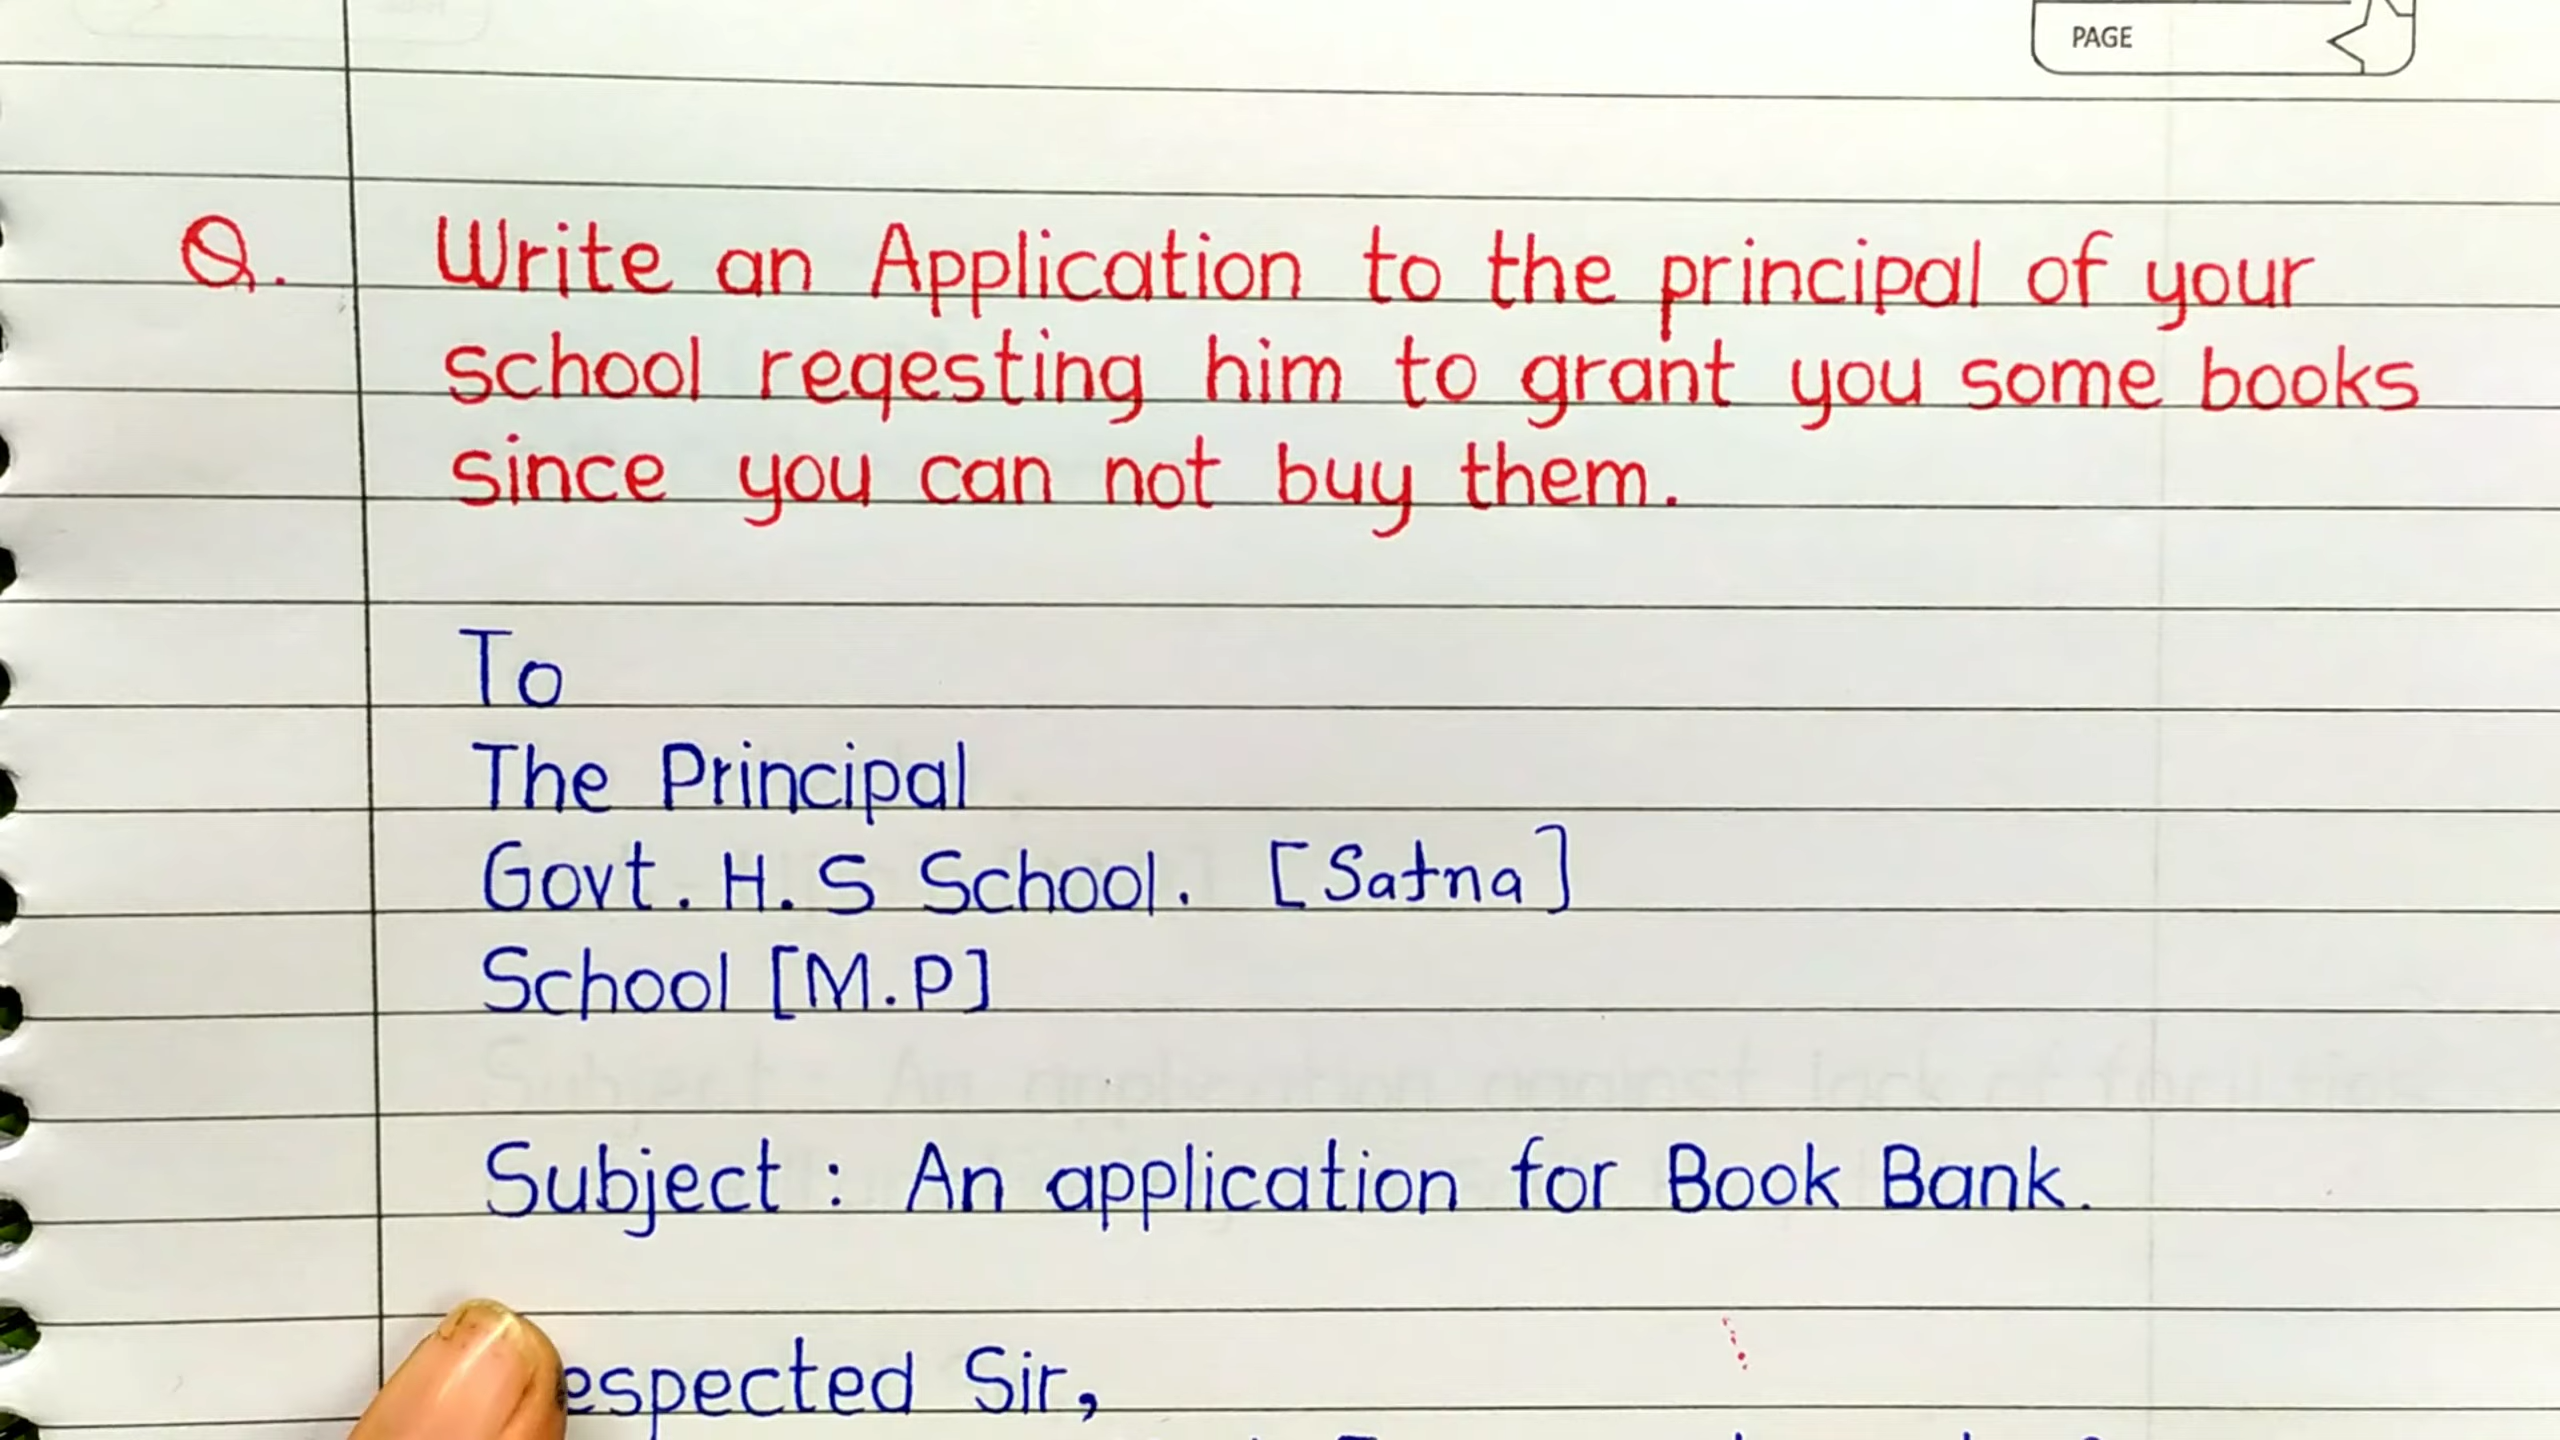 PAGE
Q. Write an Application to the principal of your
school reqesting him to grant you some books
since you can not buy them.
To
The Principal
Govt. H. S School. [Satna]
School [M.P]
Subject : An application for Book Bank.
espected Sir,